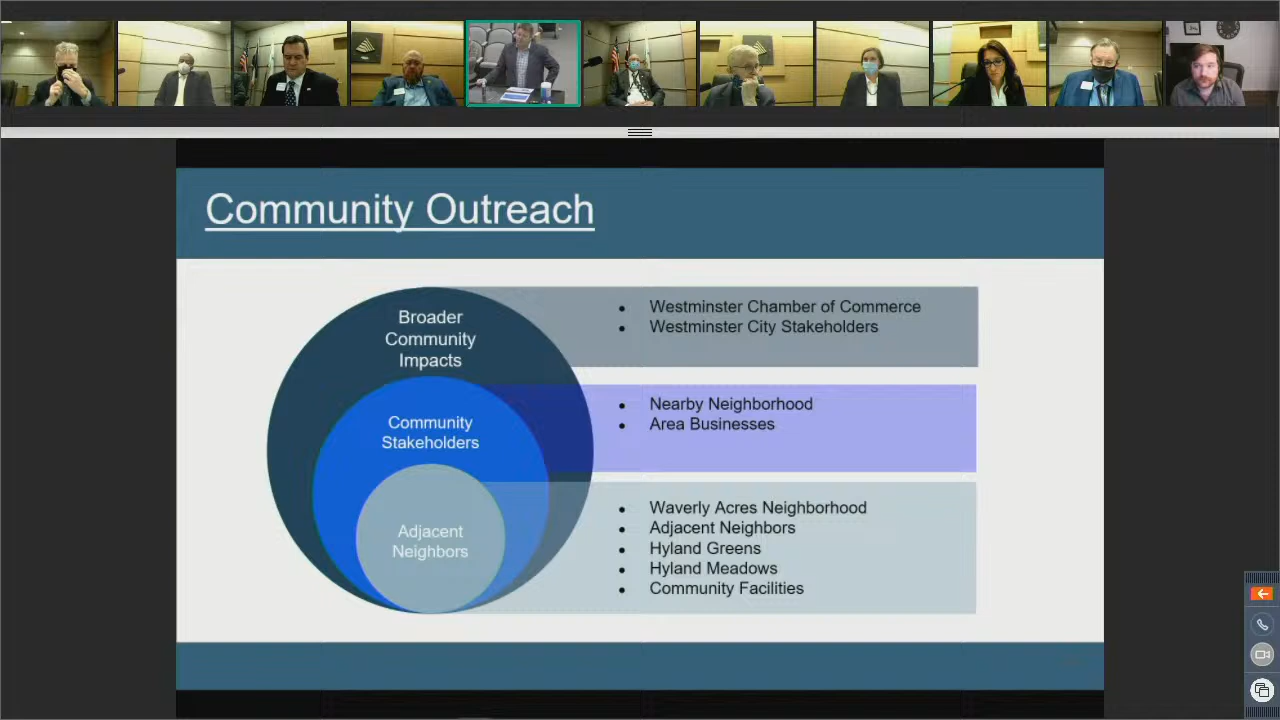 Community Outreach
Broader
Community
Impacts
Westminster Chamber of Commerce
Westminster City Stakeholders
Community
Stakeholders
Nearby Neighborhood
Area Businesses
Adjacent
Neighbors
Waverly Acres Neighborhood
Adjacent Neighbors
Hyland Greens
Hyland Meadows
Community Facilities